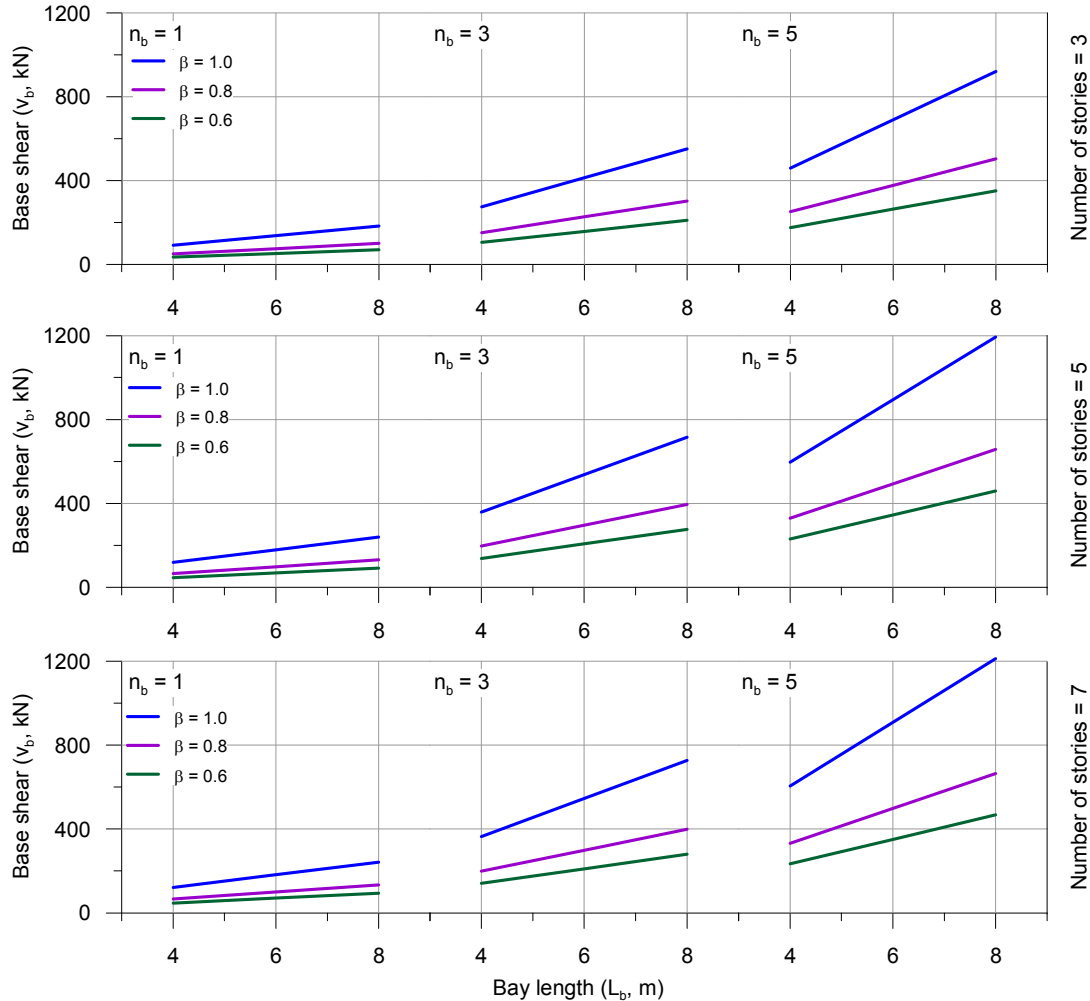 1200
800
400
0
Base shear (v_b, kN)
n_b = 1
n_b = 3
n_b = 5
β = 1.0
β = 0.8
β = 0.6
4 6 8 4 6 8 4 6 8
Number of stories = 3
1200
800
400
0
Base shear (v_b, kN)
n_b = 1
n_b = 3
n_b = 5
β = 1.0
β = 0.8
β = 0.6
4 6 8 4 6 8 4 6 8
Number of stories = 5
1200
800
400
0
Base shear (v_b, kN)
n_b = 1
n_b = 3
n_b = 5
β = 1.0
β = 0.8
β = 0.6
4 6 8 4 6 8 4 6 8
Number of stories = 7
Bay length (L_b, m)